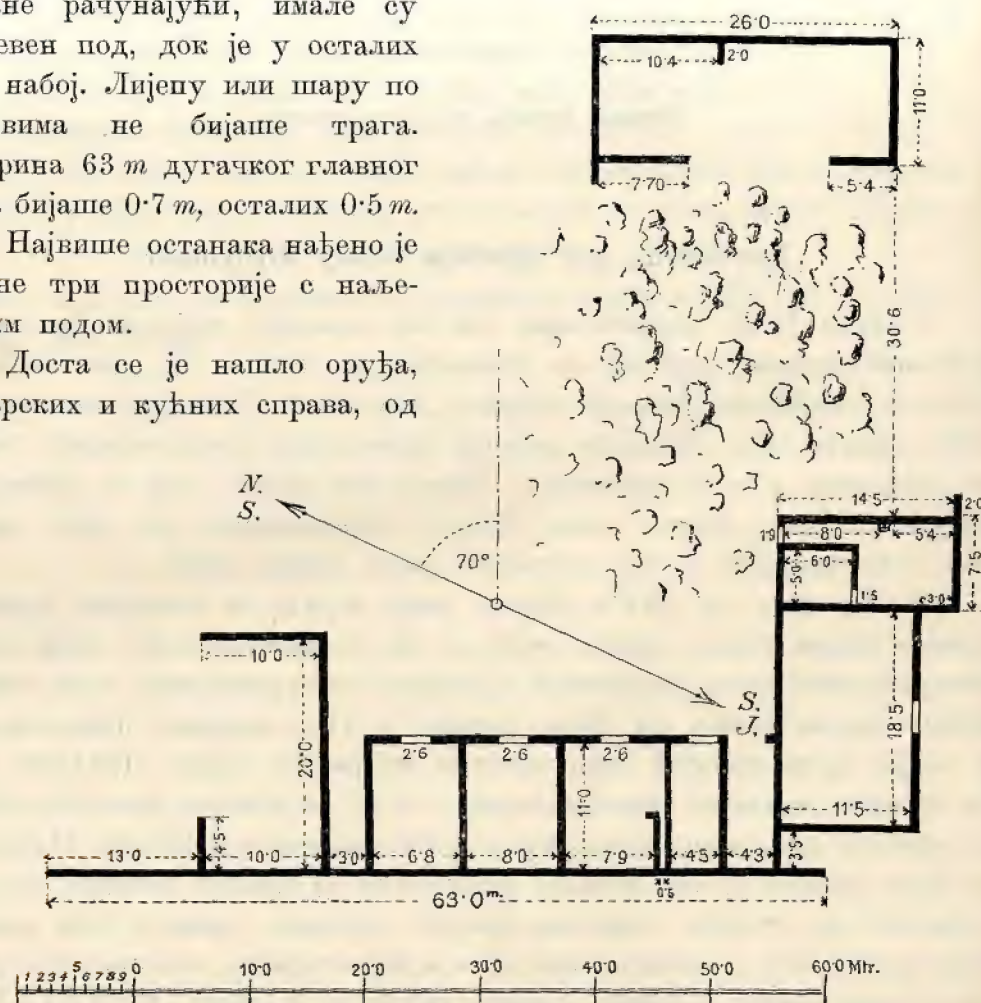 не рачунајући, имале су
евен под, док је у осталих
набој. Лијепу или шару по
вима не бијаше трага.
рина 63 m дугачког главног
бијаше 0·7 m, осталих 0·5 m.
Највише останака нађено је
не три просторије с наље-
им подом.
Доста се је нашло оруђа,
рских и кућних справа, од
26·0
10·4
2·0
11·0
7·70
5·4
30·6
N.
S.
70°
S.
J.
14·5
2·0
1·9
8·0
5·4
7·5
6·0
5·0
1·5
3·0
18·5
11·5
3·5
10·0
20·0
2·6
2·6
2·6
11·0
4·5
13·0
10·0
3·0
6·8
8·0
7·9
4·5
4·3
0·5
63·0 m.
1 2 3 4 5 6 7 8 9 0 10·0 20·0 30·0 40·0 50·0 60·0 Mtr.